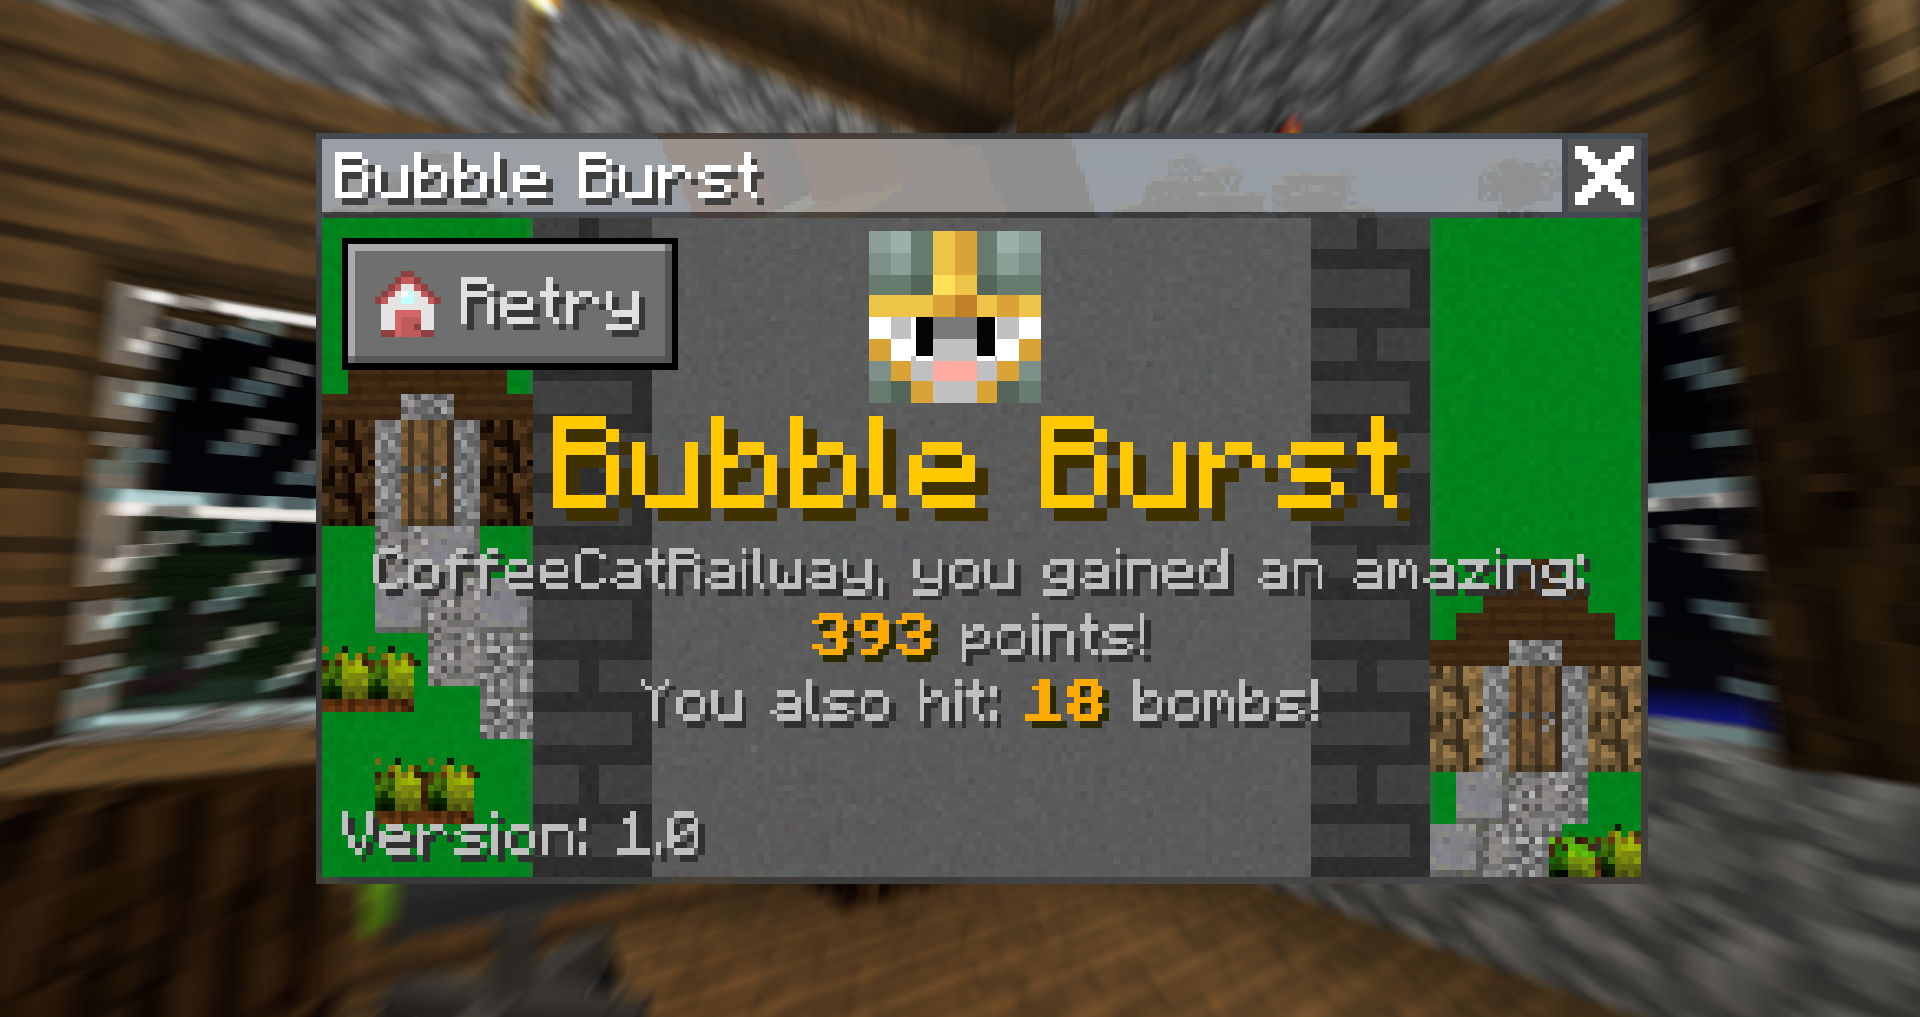 Bubble Burst
Retry
Bubble Burst
CoffeeCatRailway, you gained an amazing:
393 points!
You also hit: 18 bombs!
Version: 1.0